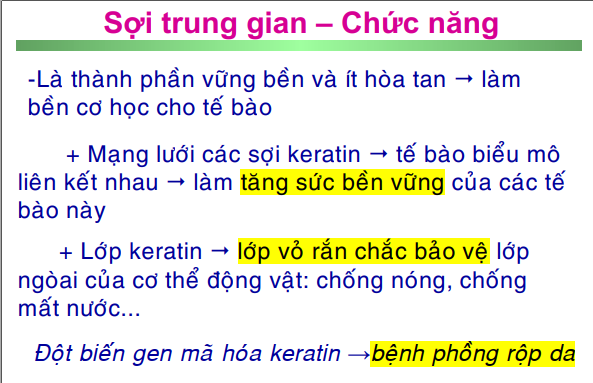 Sợi trung gian – Chức năng
-Là thành phần vững bền và ít hòa tan → làm
bền cơ học cho tế bào
+ Mạng lưới các sợi keratin → tế bào biểu mô
liên kết nhau → làm tăng sức bền vững của các tế
bào này
+ Lớp keratin → lớp vỏ rắn chắc bảo vệ lớp
ngòai của cơ thể động vật: chống nóng, chống
mất nước...
Đột biến gen mã hóa keratin →bệnh phồng rộp da